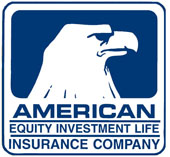 AMERICAN
EQUITY INVESTMENT LIFE
INSURANCE COMPANY